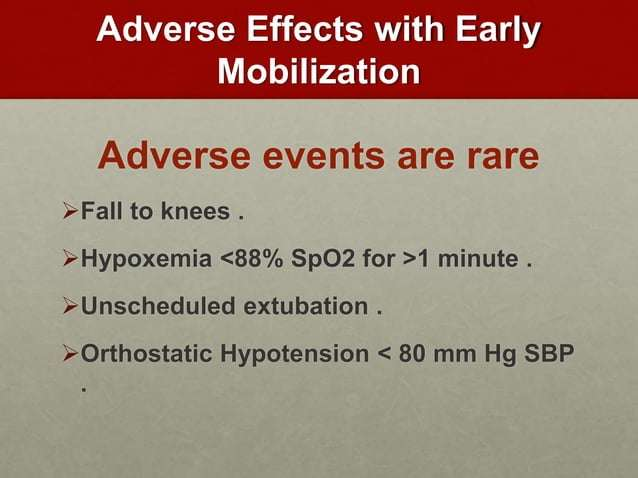 Adverse Effects with Early
Mobilization
Adverse events are rare
➢Fall to knees .
➢Hypoxemia <88% SpO2 for >1 minute .
➢Unscheduled extubation .
➢Orthostatic Hypotension < 80 mm Hg SBP
.